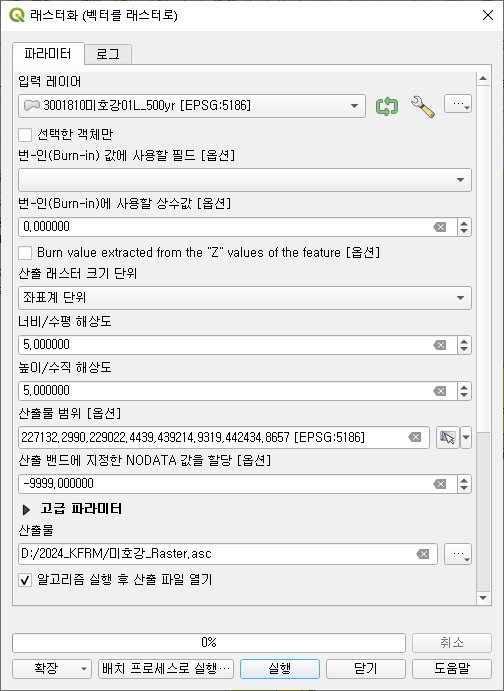 래스터화 (벡터를 래스터로)
파라미터
로그
입력 레이어
3001810미호강01L_500yr [EPSG:5186]
선택한 객체만
번-인(Burn-in) 값에 사용할 필드 [옵션]
번-인(Burn-in)에 사용할 상수값 [옵션]
0,000000
Burn value extracted from the "Z" values of the feature [옵션]
산출 래스터 크기 단위
좌표계 단위
너비/수평 해상도
5,000000
높이/수직 해상도
5,000000
산출물 범위 [옵션]
227132,2990,229022,4439,439214,9319,442434,8657 [EPSG:5186]
산출 밴드에 지정한 NODATA 값을 할당 [옵션]
-9999,000000
고급 파라미터
산출물
D:/2024_KFRM/미호강_Raster,asc
…
알고리즘 실행 후 산출 파일 열기
0%
취소
확장
배치 프로세스로 실행…
실행
닫기
도움말